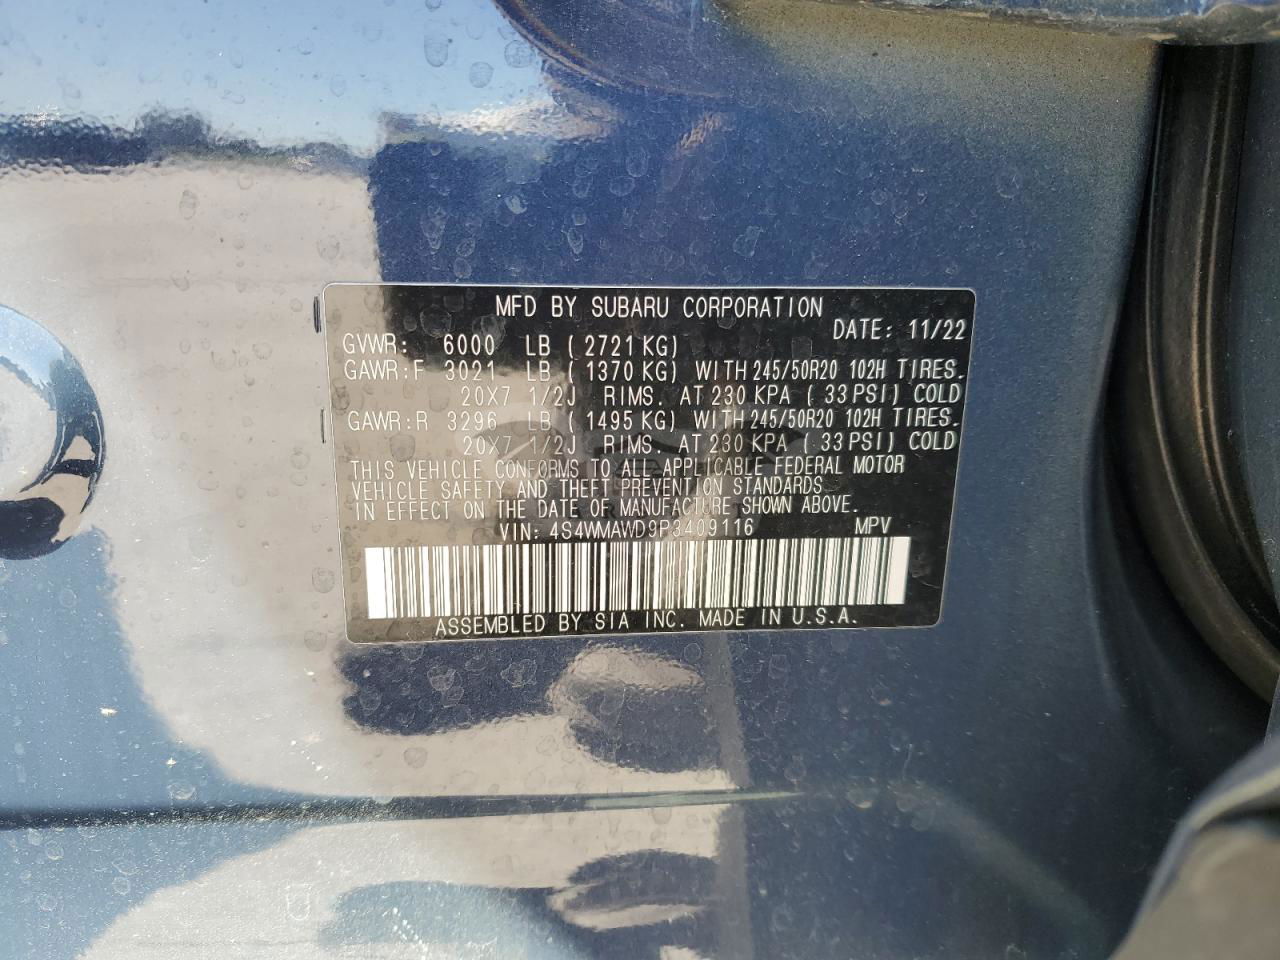 MFD BY SUBARU CORPORATION
DATE: 11/22
GVWR: 6000 LB (2721 KG)
GAWR:F 3021 LB (1370 KG) WITH 245/50R20 102H TIRES.
20X7 1/2J RIMS. AT 230 KPA (33 PSI) COLD
GAWR:R 3296 LB (1495 KG) WITH 245/50R20 102H TIRES.
20X7 1/2J RIMS. AT 230 KPA (33 PSI) COLD
THIS VEHICLE CONFORMS TO ALL APPLICABLE FEDERAL MOTOR
VEHICLE SAFETY AND THEFT PREVENTION STANDARDS
IN EFFECT ON THE DATE OF MANUFACTURE SHOWN ABOVE.
VIN: 4S4WMAWD9P3409116 MPV
ASSEMBLED BY SIA INC. MADE IN U.S.A.